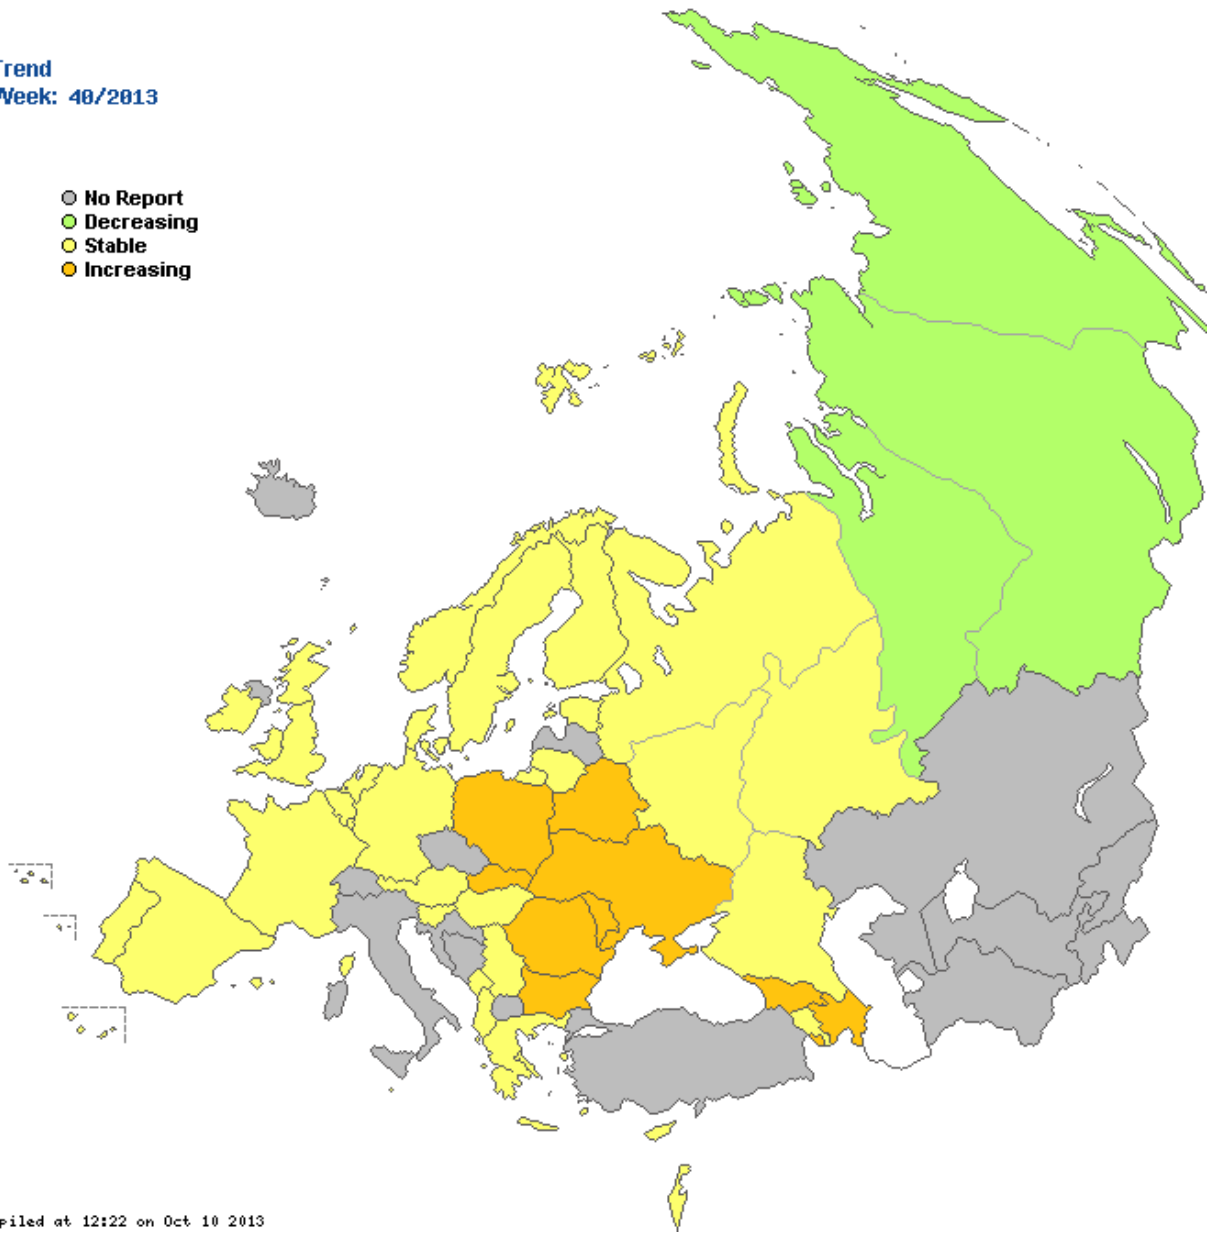 Trend
Week: 40/2013
No Report
Decreasing
Stable
Increasing
piled at 12:22 on Oct 10 2013